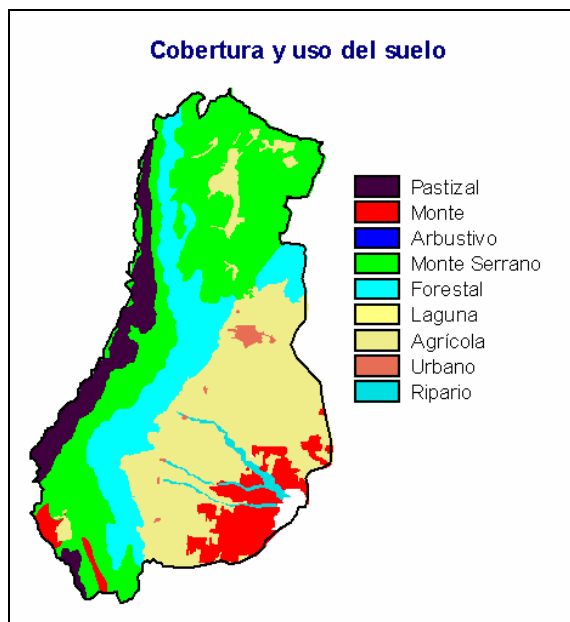 Cobertura y uso del suelo
Pastizal
Monte
Arbustivo
Monte Serrano
Forestal
Laguna
Agrícola
Urbano
Ripario